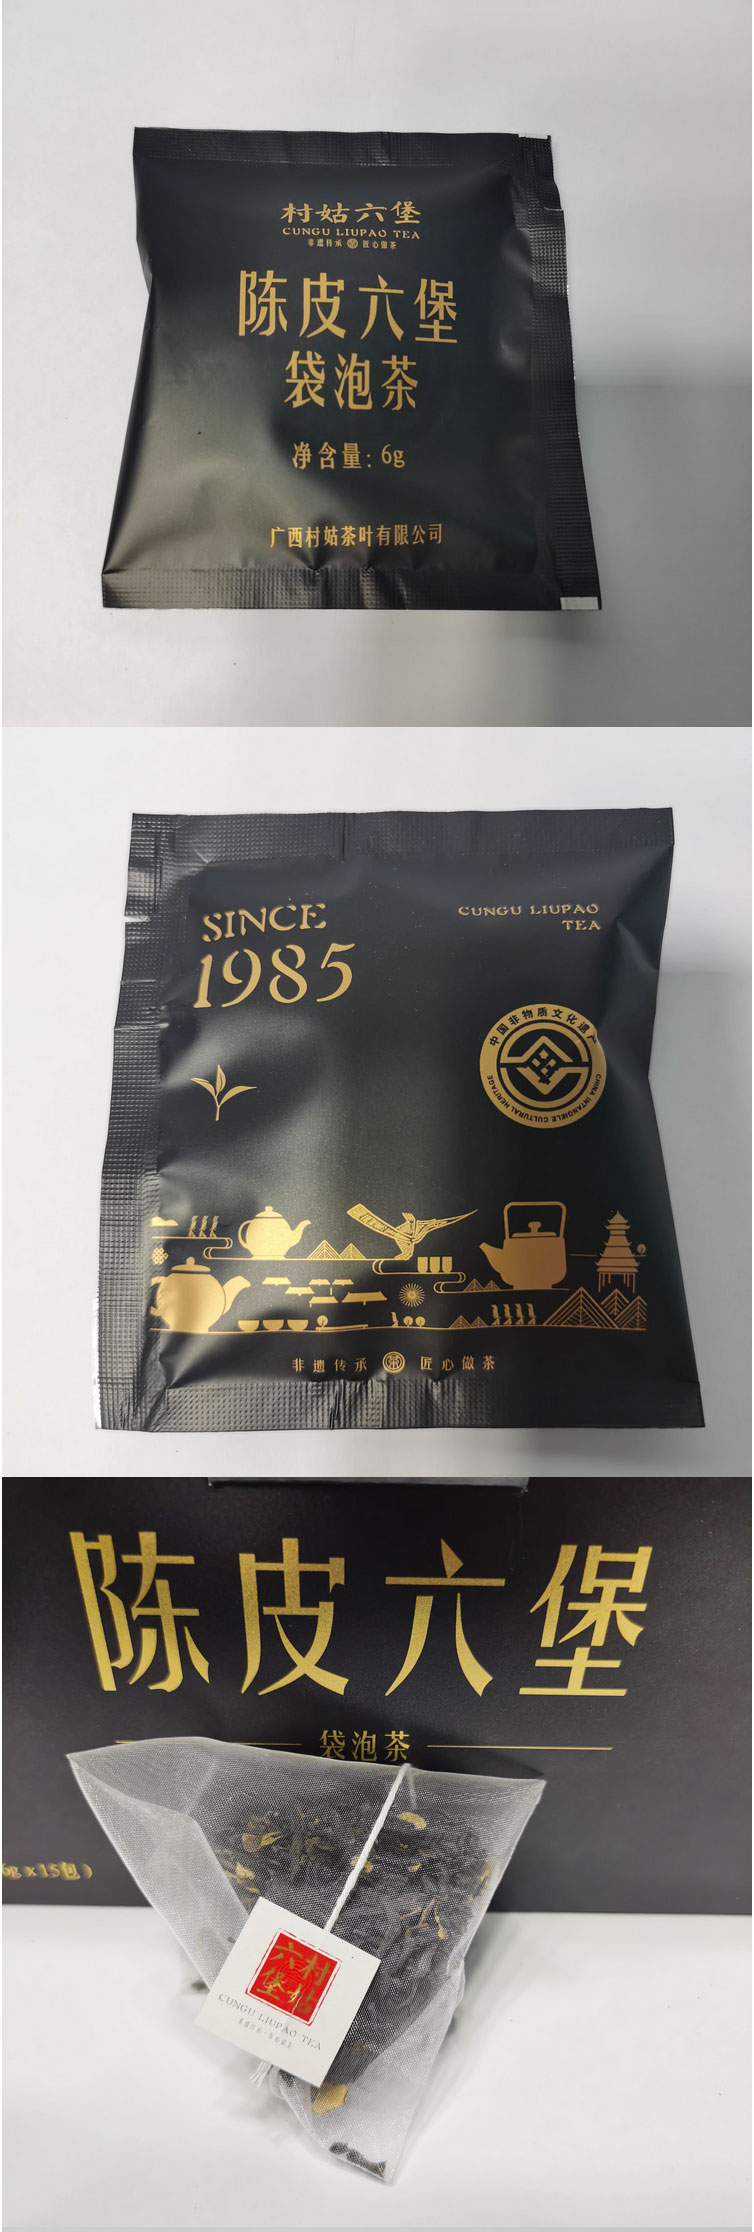 村姑六堡
CUNGU LIUPAO TEA
非遗传承 茶 匠心做茶
陈皮六堡
袋泡茶
净含量: 6g
广西村姑茶叶有限公司
SINCE
1985
CUNGU LIUPAO
TEA
中国非物质文化遗产
CHINA INTANGIBLE CULTURAL HERITAGE
非遗传承 茶 匠心做茶
陈皮六堡
袋泡茶
6g x 15包)
村姑
六堡
CUNGU LIUPAO TEA